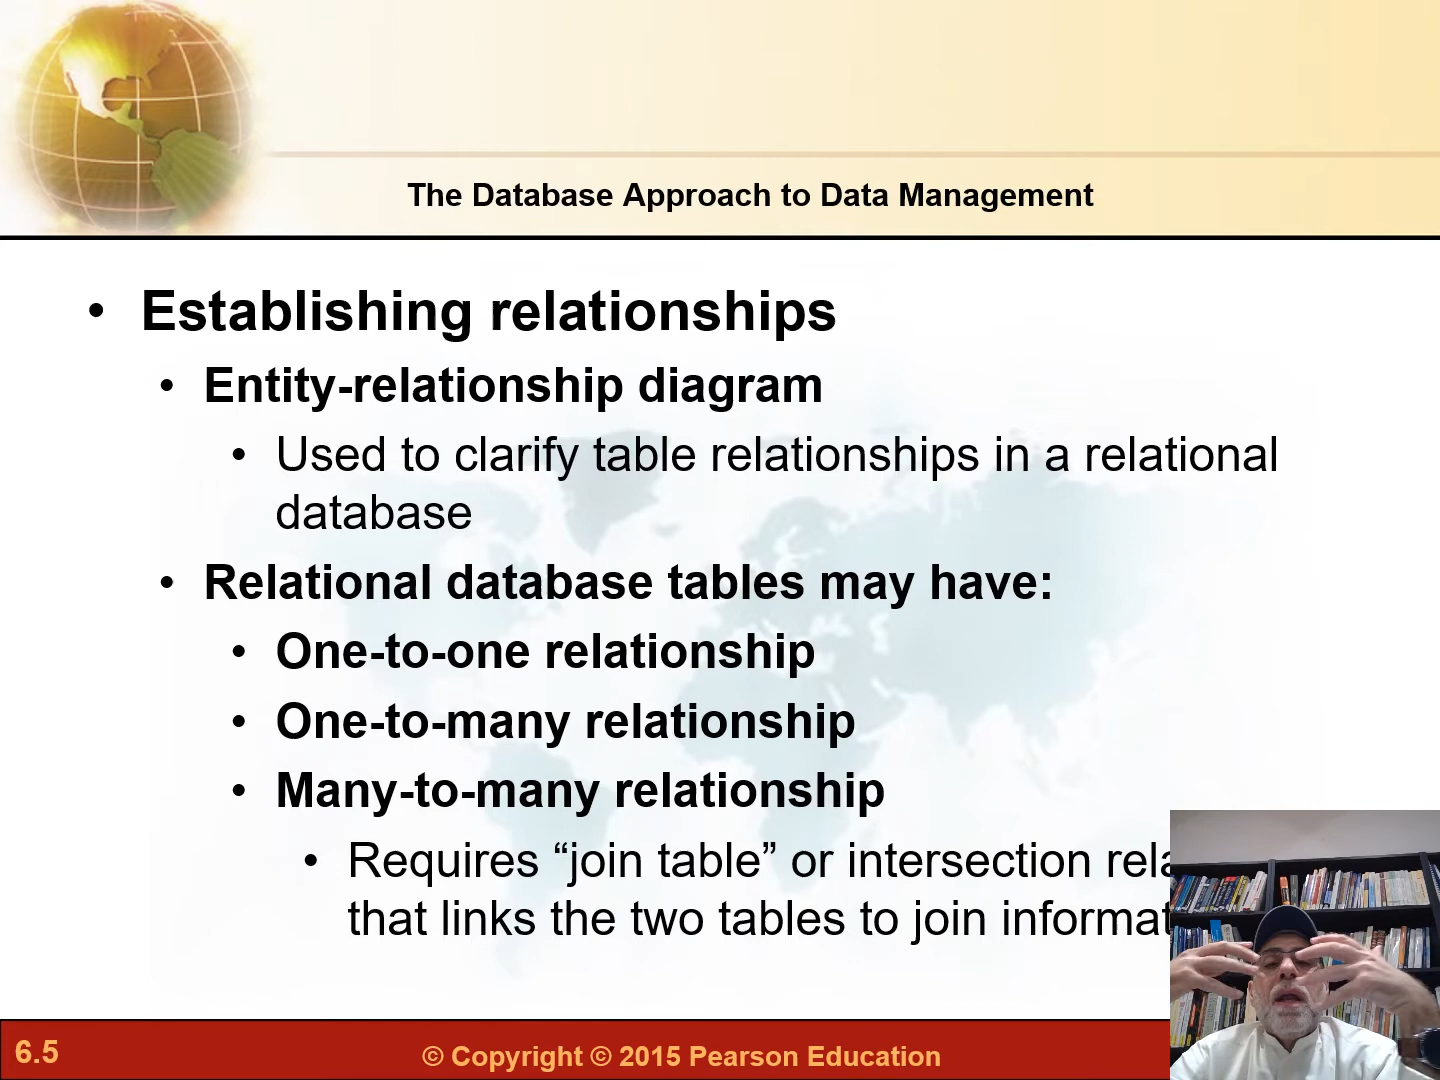 The Database Approach to Data Management
• Establishing relationships
• Entity-relationship diagram
• Used to clarify table relationships in a relational
database
• Relational database tables may have:
• One-to-one relationship
• One-to-many relationship
• Many-to-many relationship
• Requires “join table” or intersection
that links the two tables to join
6.5
© Copyright © 2015 Pearson Education